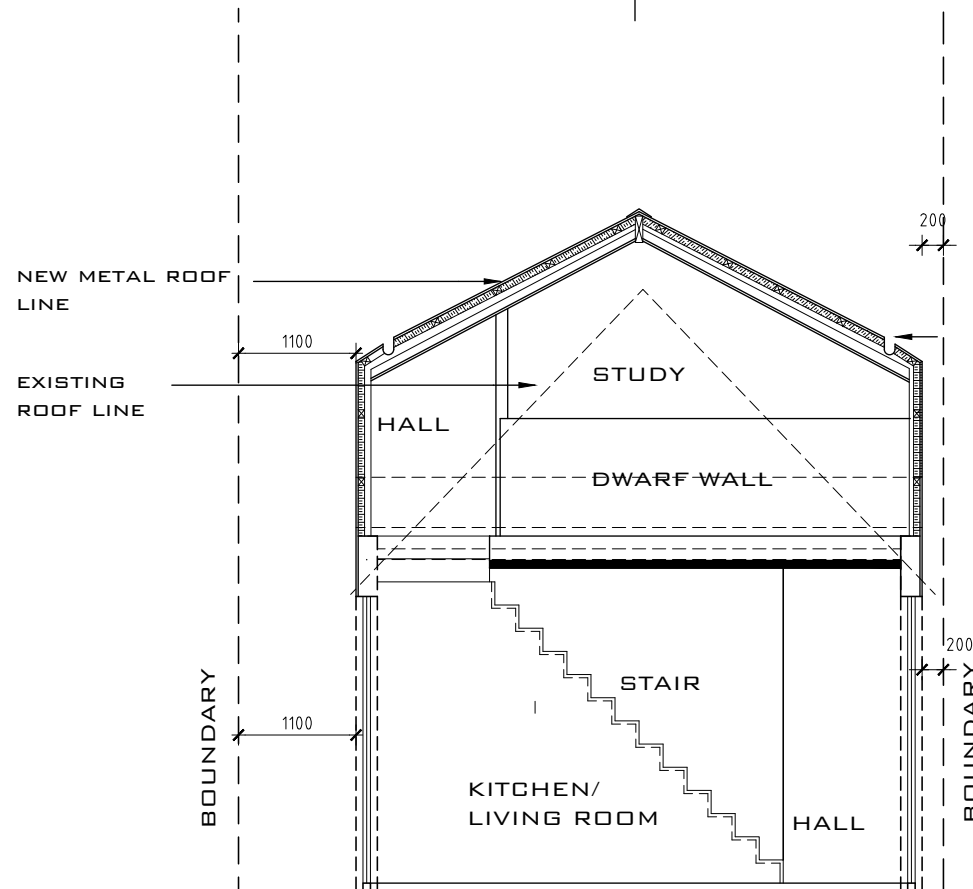 200
NEW METAL ROOF
LINE
1100
EXISTING
ROOF LINE
STUDY
HALL
DWARF WALL
200
STAIR
BOUNDARY
BOUNDARY
1100
KITCHEN/
LIVING ROOM
HALL